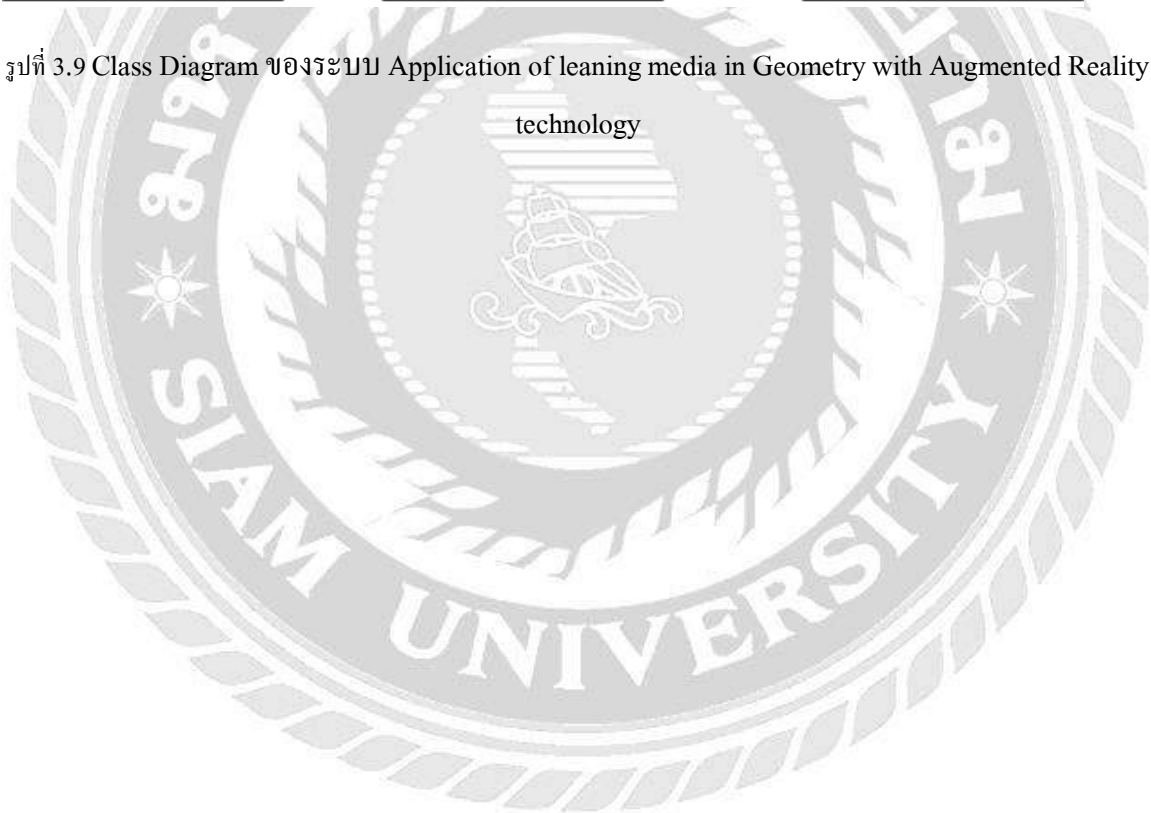 รูปที่ 3.9 Class Diagram ของระบบ Application of leaning media in Geometry with Augmented Reality
technology
SIAM UNIVERSITY